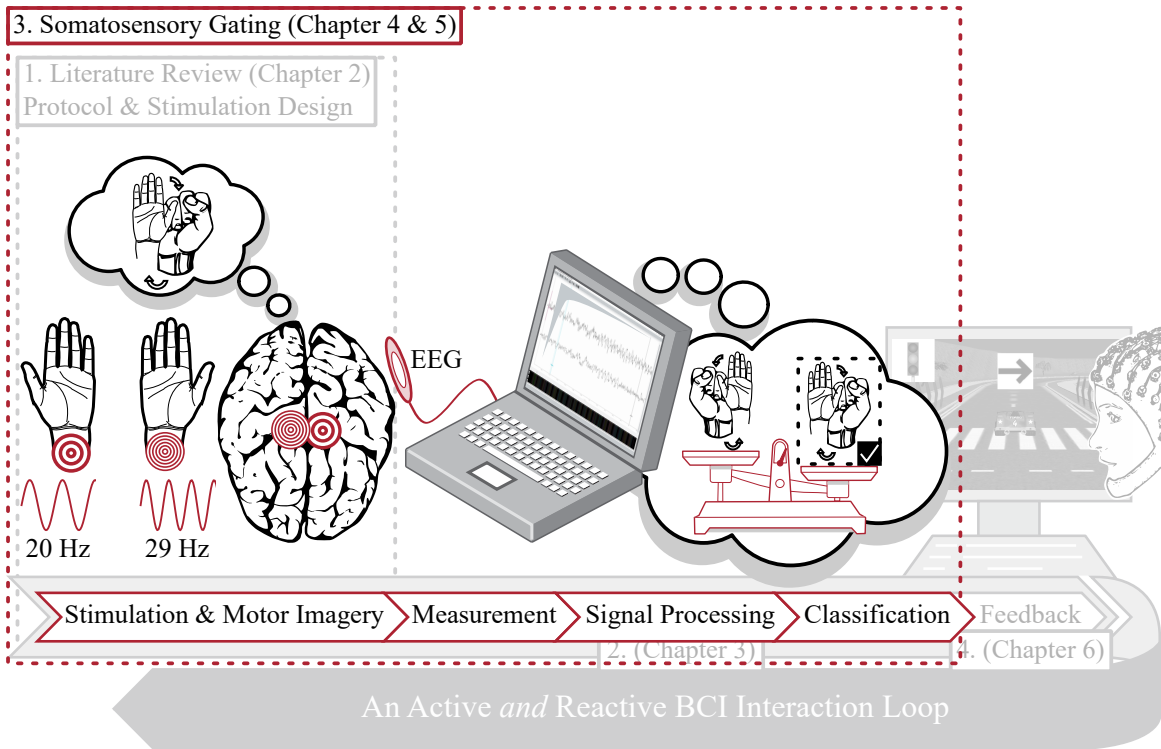 3. Somatosensory Gating (Chapter 4 & 5)
1. Literature Review (Chapter 2)
Protocol & Stimulation Design
EEG
20 Hz
29 Hz
Stimulation & Motor Imagery
Measurement
Signal Processing
Classification
Feedback
2. (Chapter 3)
4. (Chapter 6)
An Active and Reactive BCI Interaction Loop